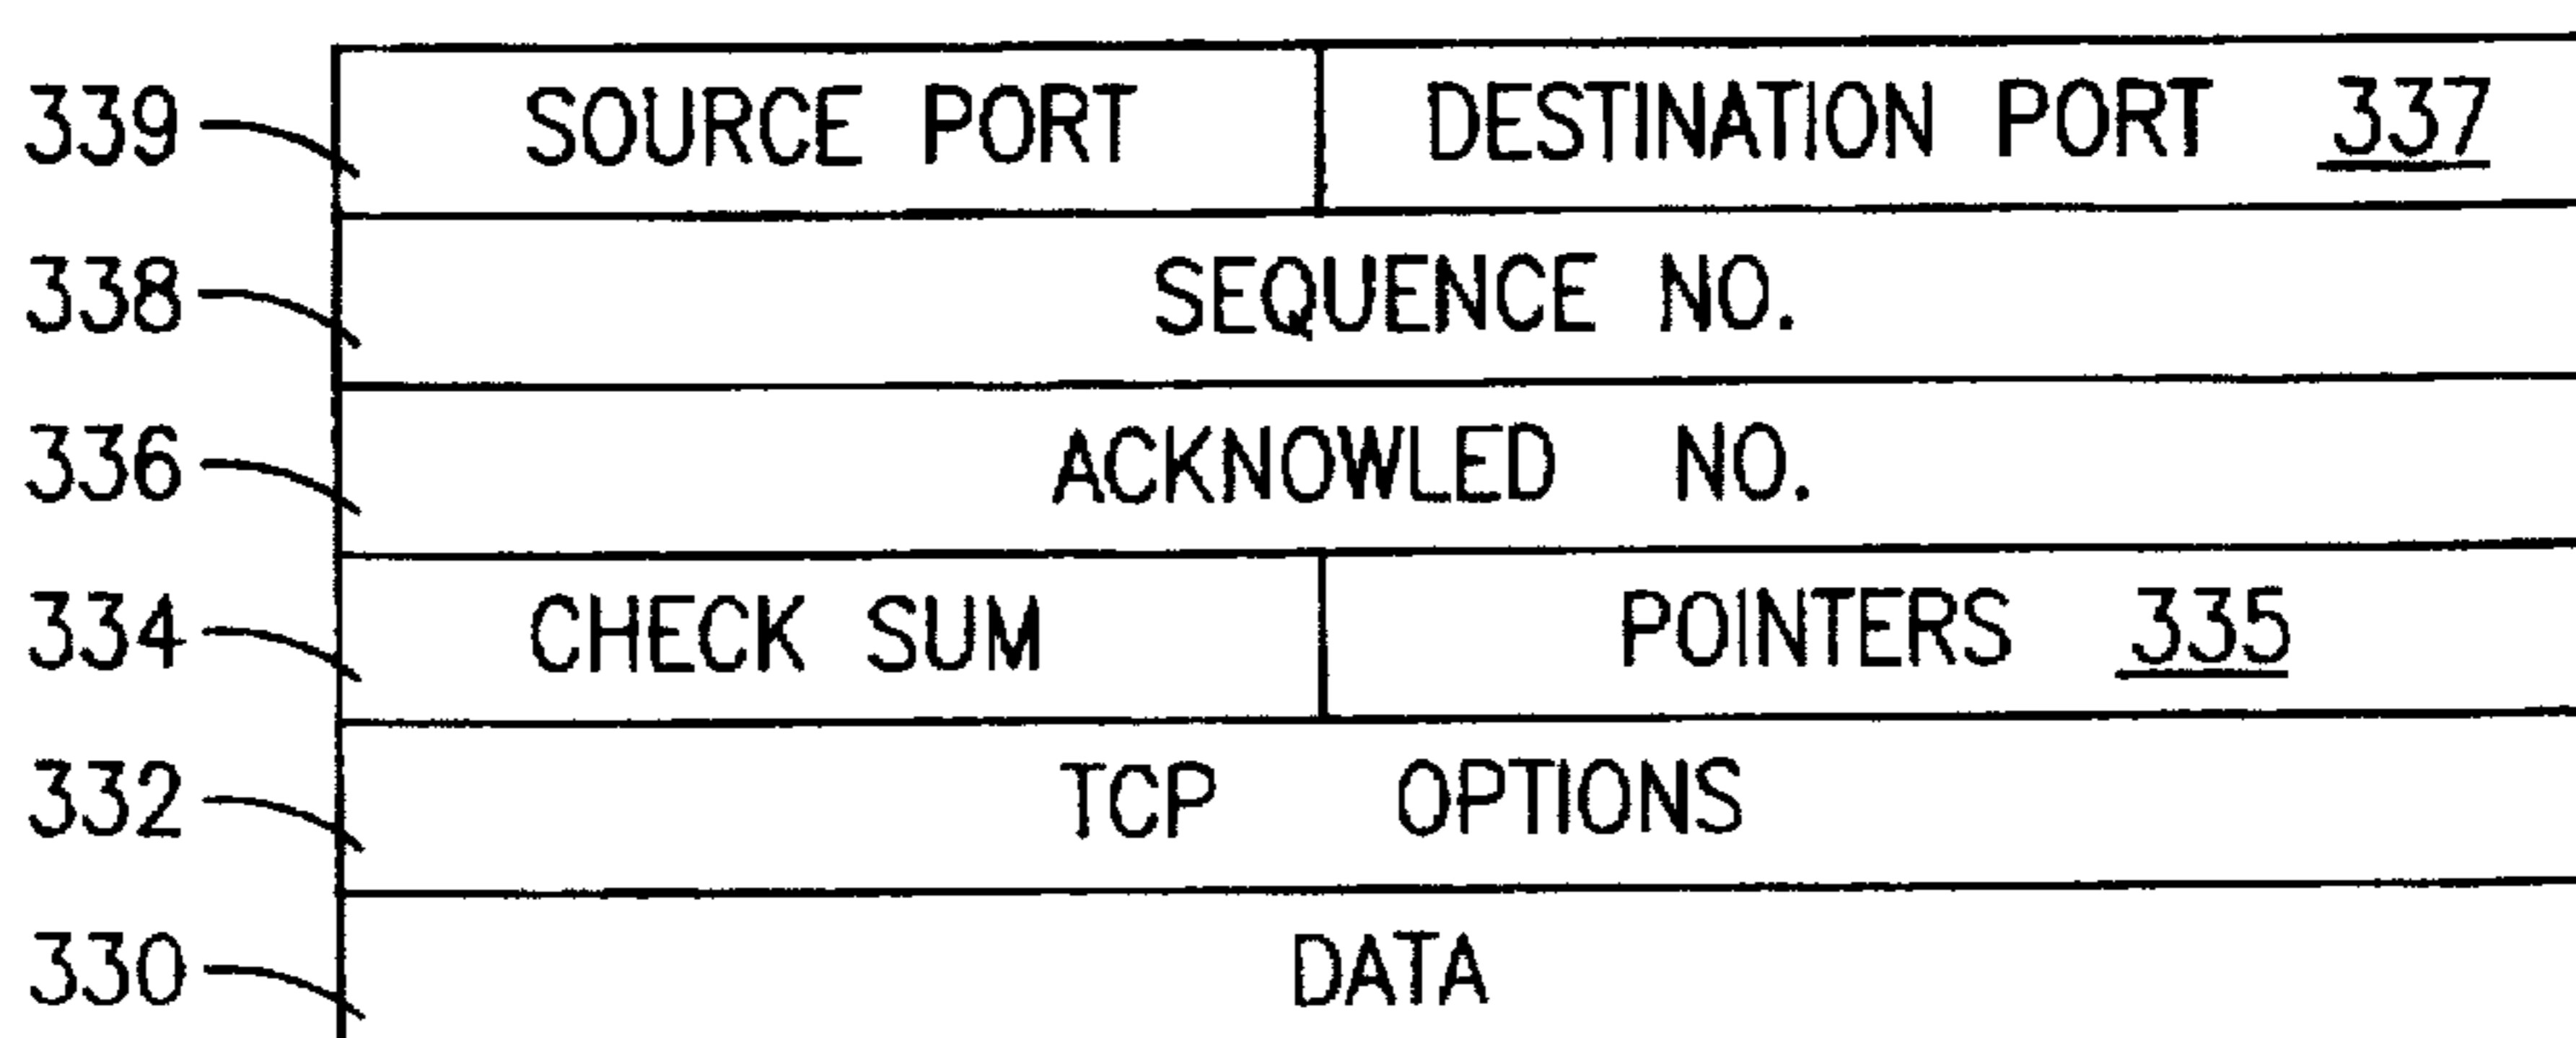 339 SOURCE PORT DESTINATION PORT 337
338 SEQUENCE NO.
336 ACKNOWLED NO.
334 CHECK SUM POINTERS 335
332 TCP OPTIONS
330 DATA